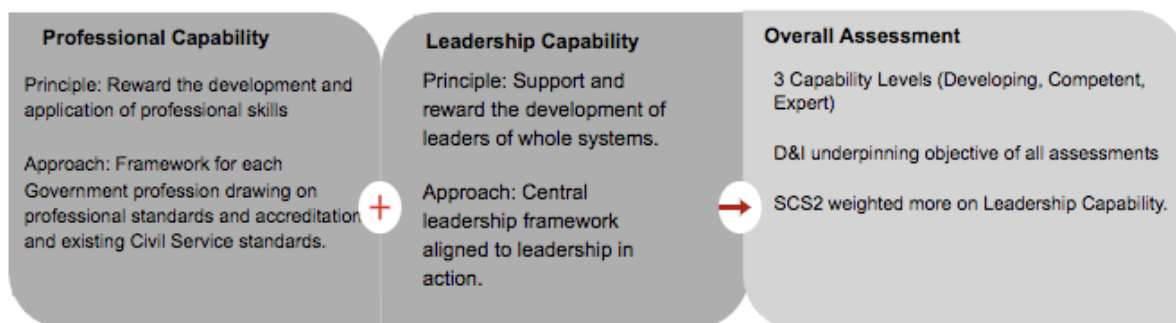 Professional Capability
Principle: Reward the development and
application of professional skills
Approach: Framework for each
Government profession drawing on
professional standards and accreditation
and existing Civil Service standards.
+
Leadership Capability
Principle: Support and
reward the development of
leaders of whole systems.
Approach: Central
leadership framework
aligned to leadership in
action.
Overall Assessment
3 Capability Levels (Developing, Competent,
Expert)
D&I underpinning objective of all assessments
SCS2 weighted more on Leadership Capability.